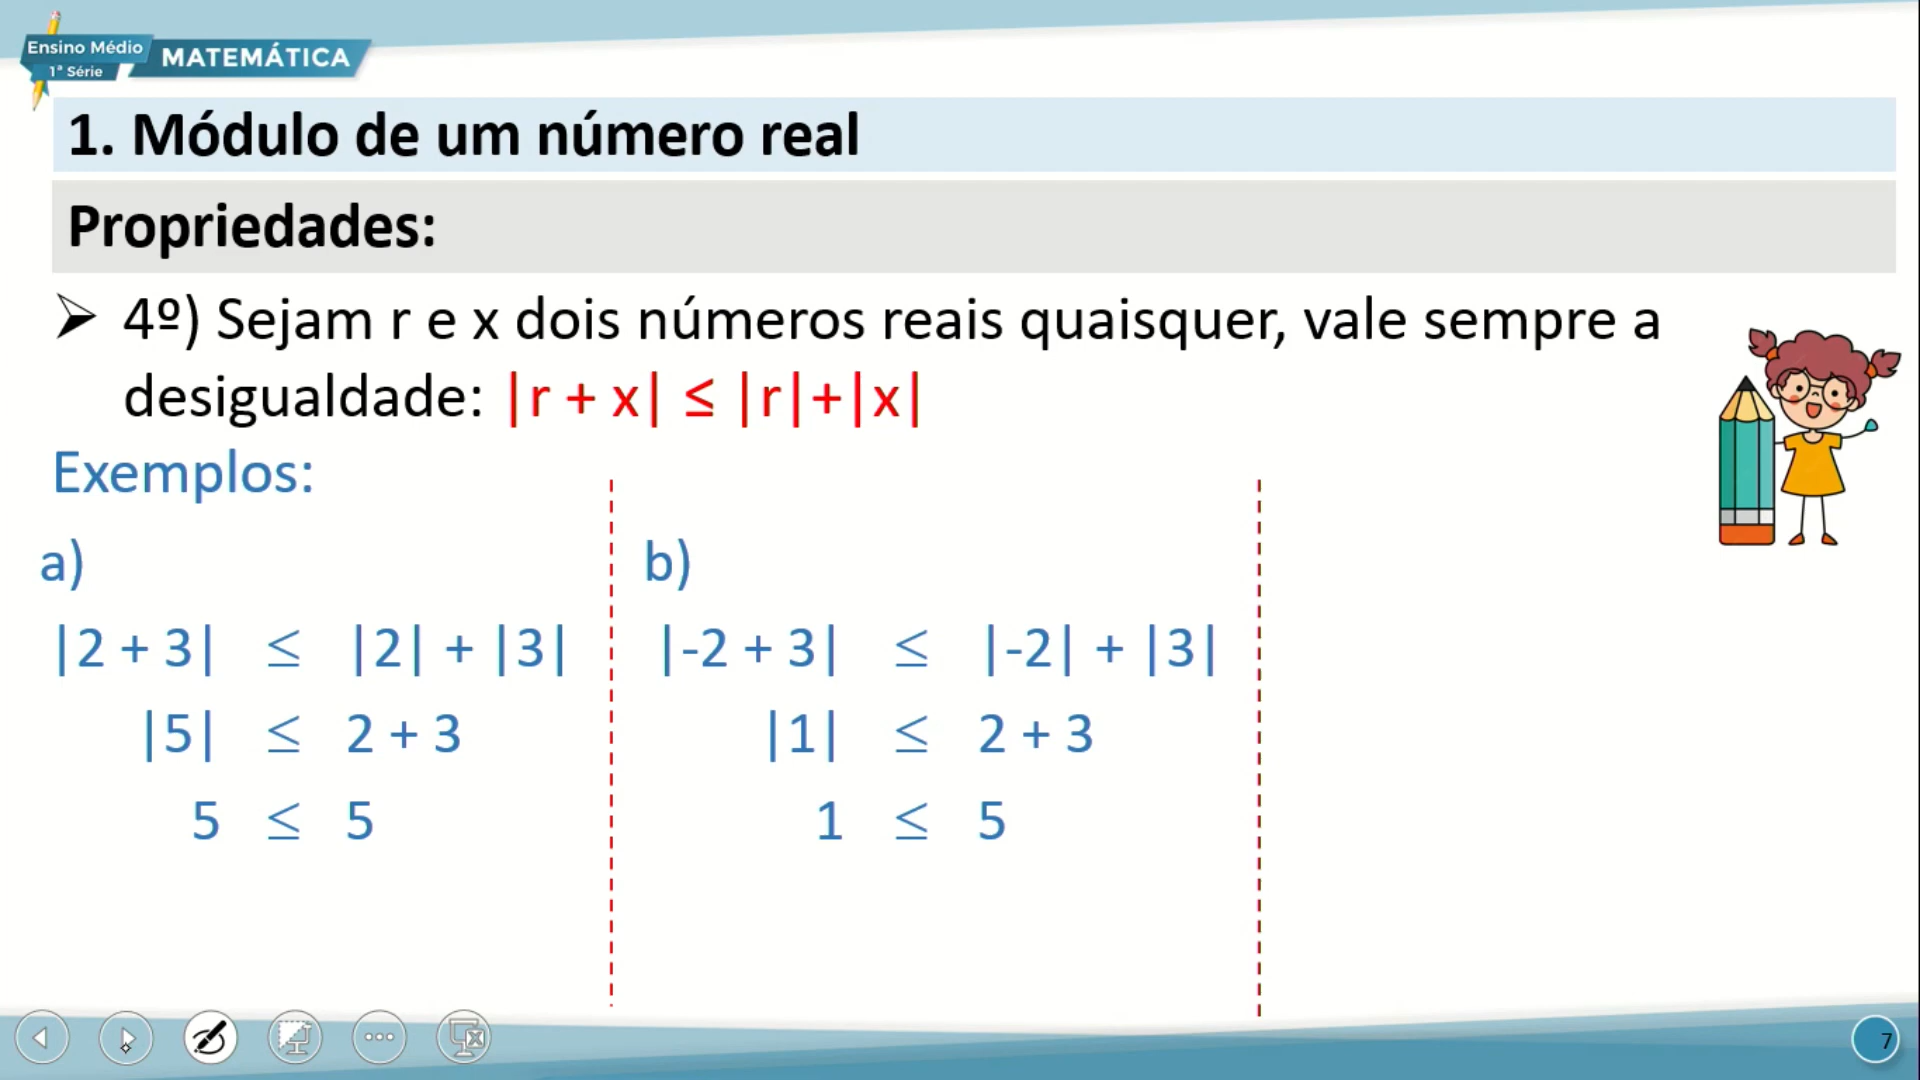 Ensino Médio
1ª Série
MATEMÁTICA
1. Módulo de um número real
Propriedades:
➢ 4º) Sejam r e x dois números reais quaisquer, vale sempre a
desigualdade: |r + x| ≤ |r|+|x|
Exemplos:
a)
|2 + 3| ≤ |2| + |3|
|5| ≤ 2 + 3
5 ≤ 5
b)
|-2 + 3| ≤ |-2| + |3|
|1| ≤ 2 + 3
1 ≤ 5
7